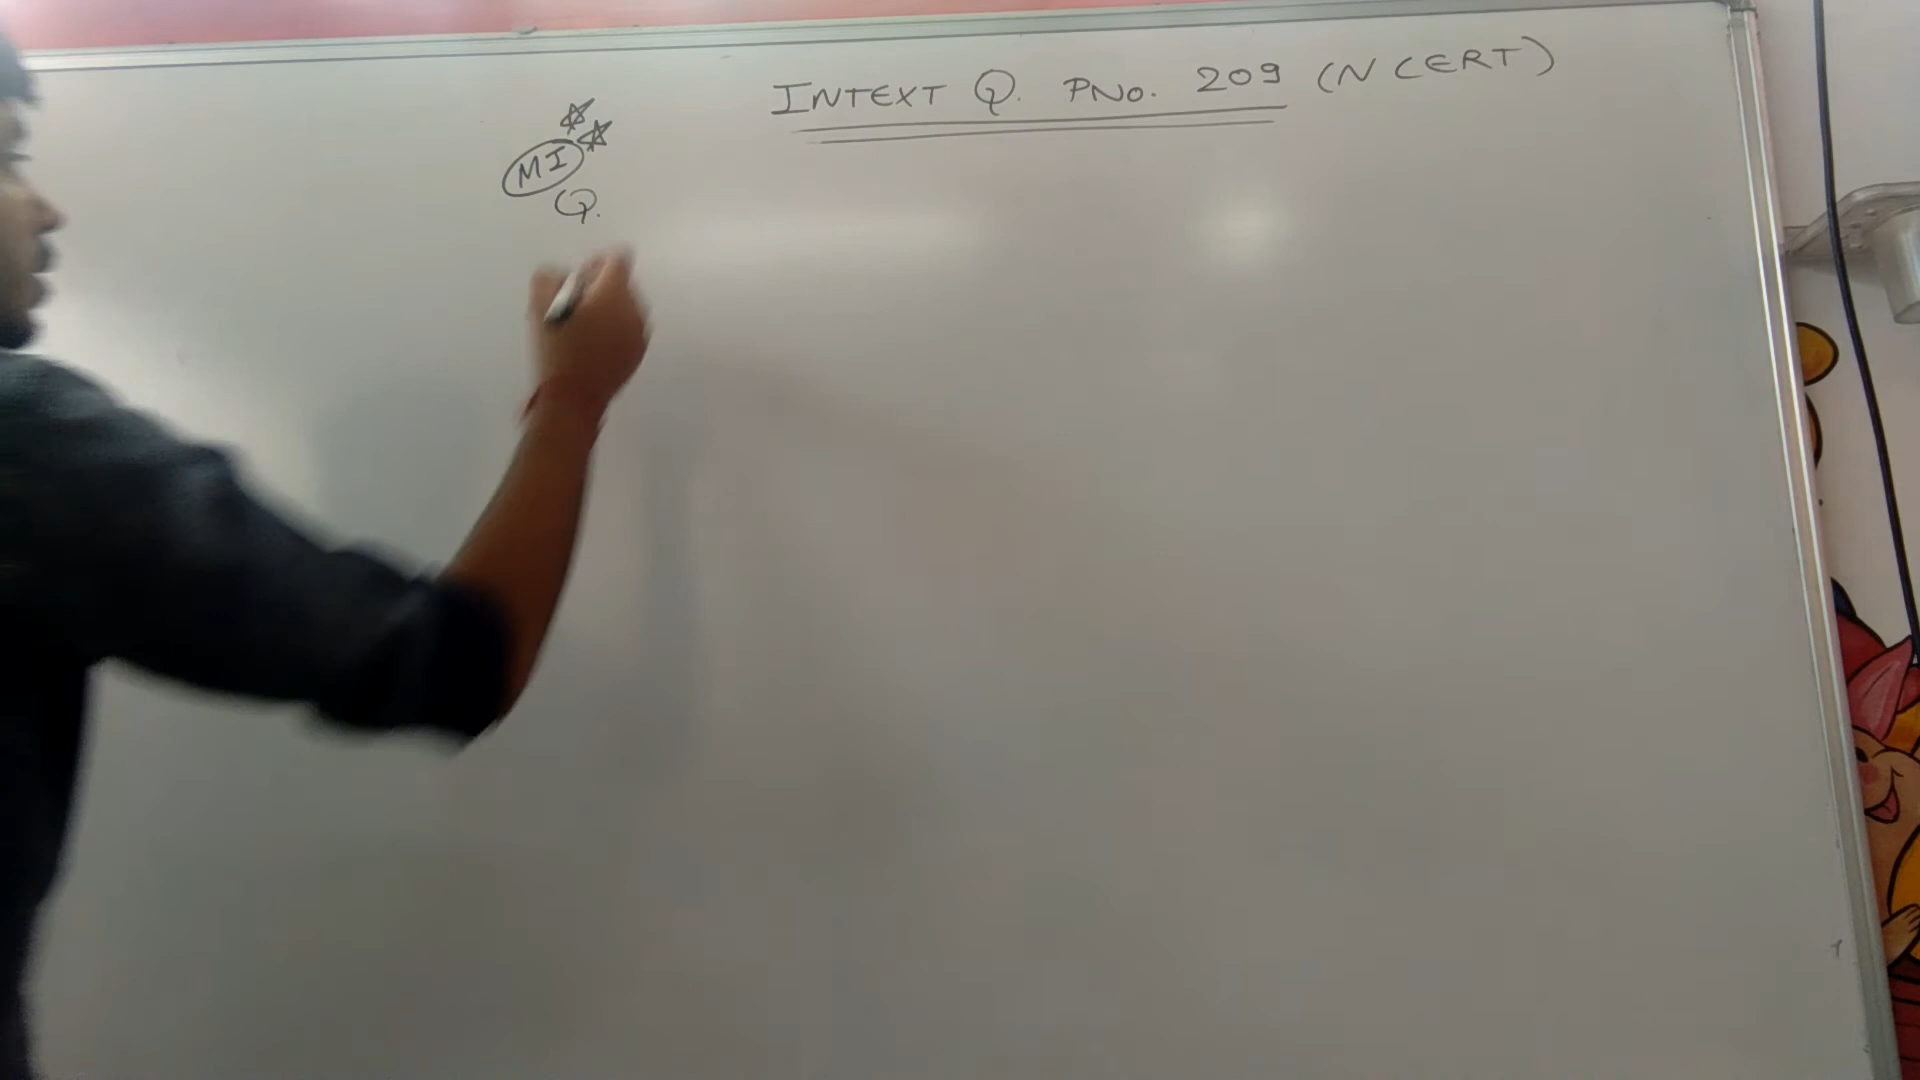 INTEXT Q. PNo. 209 (NCERT)
MI
Q.